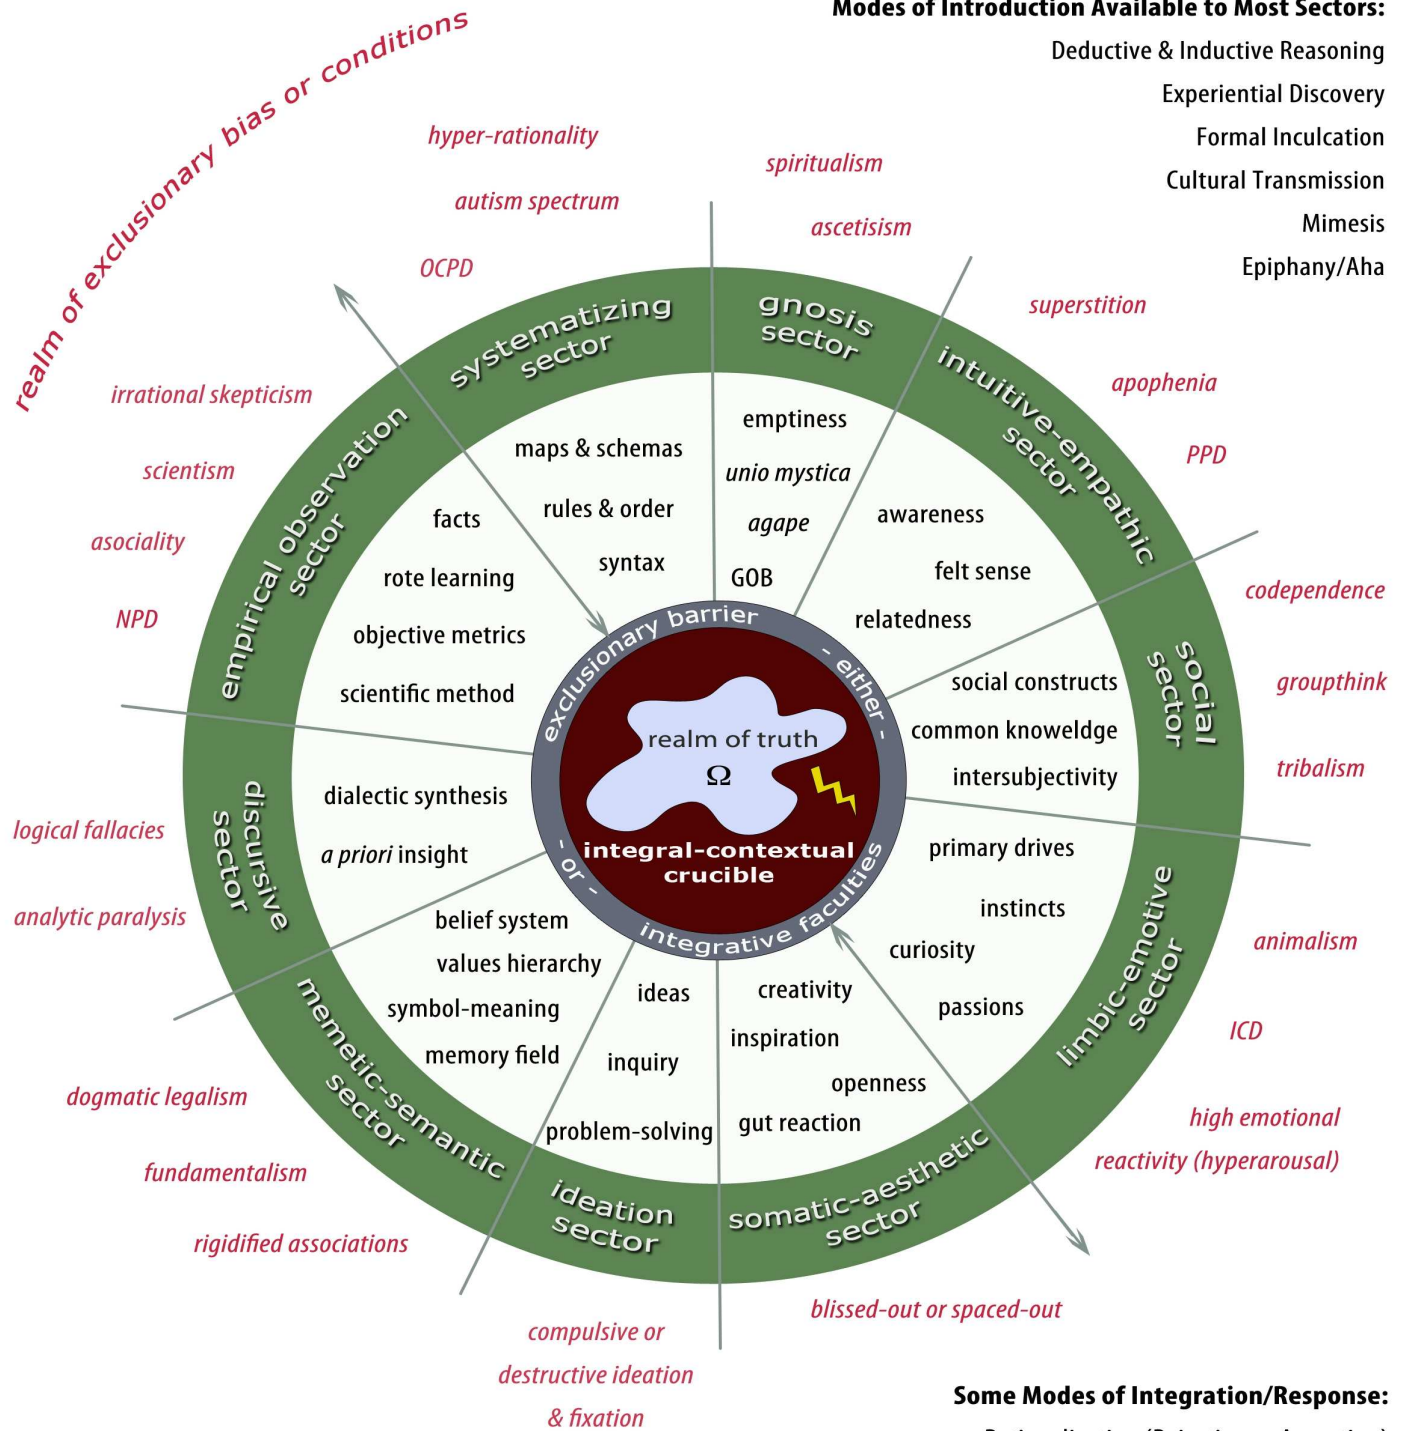 Modes of Introduction Available to Most Sectors:
Deductive & Inductive Reasoning
Experiential Discovery
Formal Inculcation
Cultural Transmission
Mimesis
Epiphany/Aha
realm of exclusionary bias or conditions
hyper-rationality
autism spectrum
OCPD
spiritualism
ascetisism
superstition
apophenia
PPD
codependence
groupthink
tribalism
animalism
ICD
high emotional
reactivity (hyperarousal)
blissed-out or spaced-out
compulsive or
destructive ideation
& fixation
rigidified associations
fundamentalism
dogmatic legalism
analytic paralysis
logical fallacies
NPD
asociality
scientism
irrational skepticism
systematizing
sector
maps & schemas
rules & order
syntax
gnosis
sector
emptiness
unio mystica
agape
GOB
intuitive-empathic
sector
awareness
felt sense
relatedness
social
sector
social constructs
common knoweldge
intersubjectivity
limbic-emotive
sector
primary drives
instincts
curiosity
passions
somatic-aesthetic
sector
creativity
inspiration
openness
gut reaction
ideation
sector
ideas
inquiry
problem-solving
memetic-semantic
sector
belief system
values hierarchy
symbol-meaning
memory field
discursive
sector
dialectic synthesis
a priori insight
empirical observation
sector
facts
rote learning
objective metrics
scientific method
exclusionary barrier
- either -
integrative faculties
- or -
realm of truth
Ω
integral-contextual
crucible
Some Modes of Integration/Response: